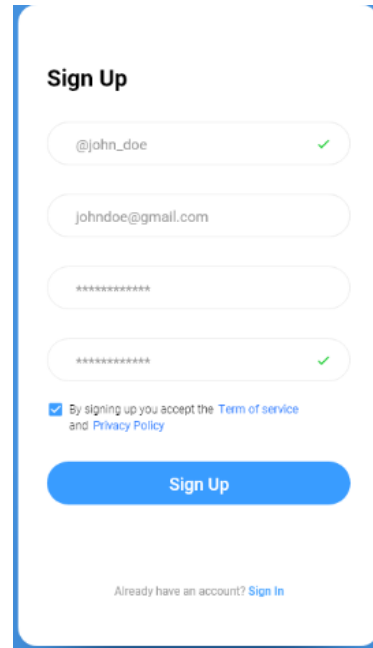 Sign Up
@john_doe
johndoe@gmail.com
************
************
By signing up you accept the Term of service
and Privacy Policy
Sign Up
Already have an account? Sign In